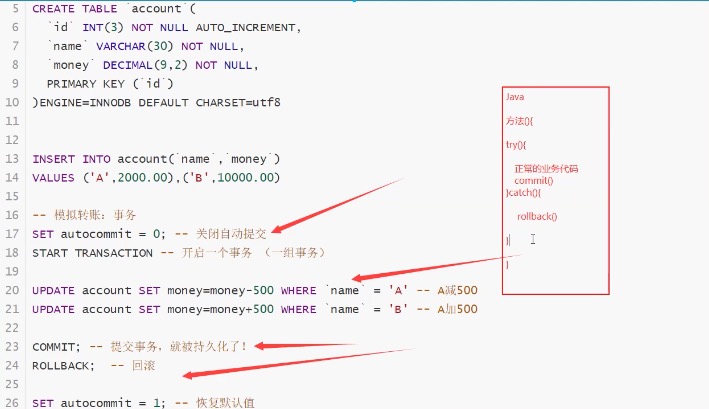 5 CREATE TABLE `account`(
6 `id` INT(3) NOT NULL AUTO_INCREMENT,
7 `name` VARCHAR(30) NOT NULL,
8 `money` DECIMAL(9,2) NOT NULL,
9 PRIMARY KEY (`id`)
10 )ENGINE=INNODB DEFAULT CHARSET=utf8
11
12
13 INSERT INTO account(`name`,`money`)
14 VALUES ('A',2000.00),('B',10000.00)
15
16 -- 模拟转账：事务
17 SET autocommit = 0; -- 关闭自动提交
18 START TRANSACTION -- 开启一个事务 （一组事务）
19
20 UPDATE account SET money=money-500 WHERE `name` = 'A' -- A减500
21 UPDATE account SET money=money+500 WHERE `name` = 'B' -- A加500
22
23 COMMIT; -- 提交事务，就被持久化了！
24 ROLLBACK; -- 回滚
25
26 SET autocommit = 1; -- 恢复默认值
Java
方法(){
try(){
正常的业务代码
commit()
}catch(){
rollback()
}
}